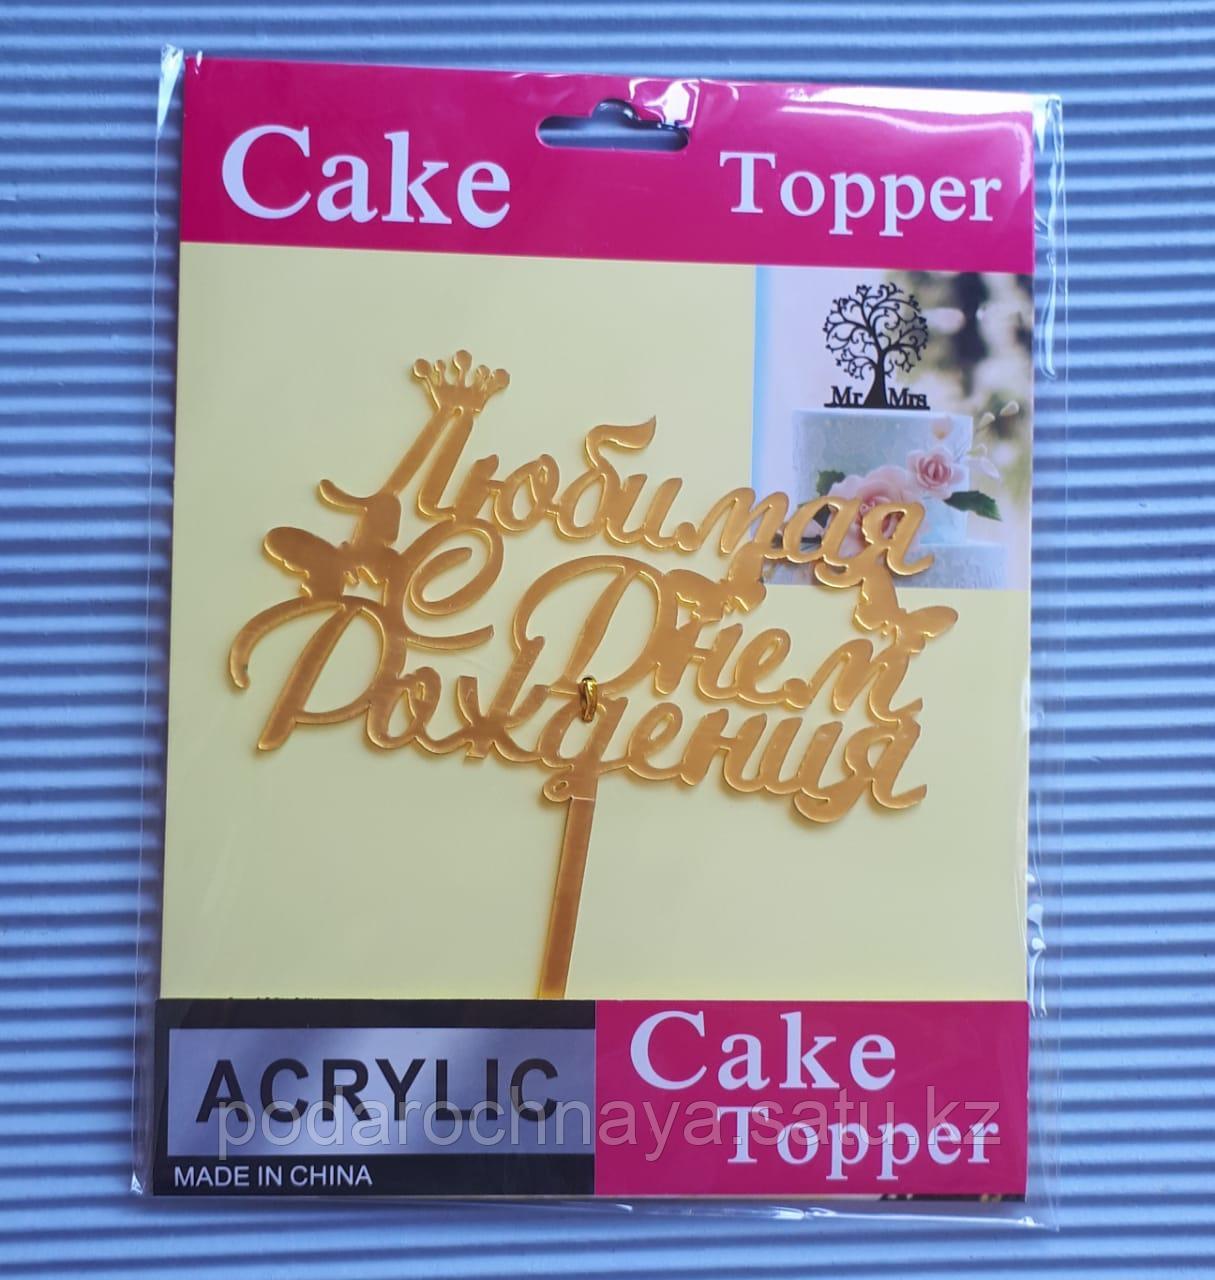 Cake Topper
Mr Mrs
Любимая
С Днем
Рождения
ACRYLIC
MADE IN CHINA
Cake
Topper
podarochnaya.satu.kz